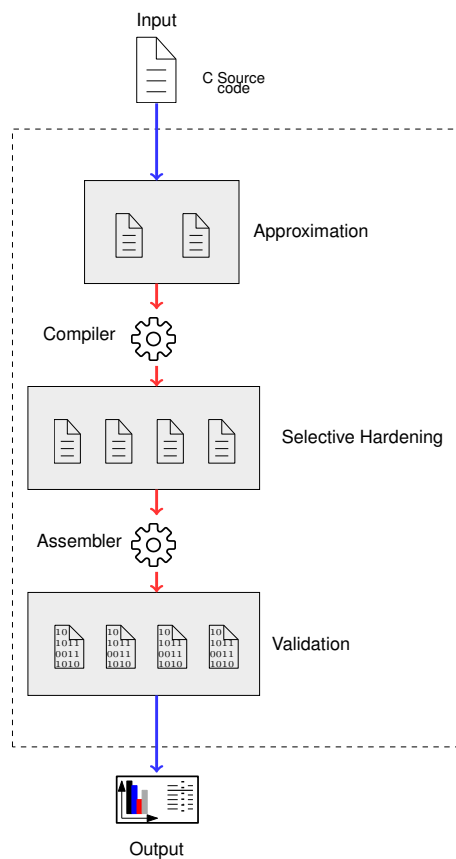 Input
C Source
code
Approximation
Compiler
Selective Hardening
Assembler
10
1011
0011
1010
10
1011
0011
1010
10
1011
0011
1010
10
1011
0011
1010
Validation
Output